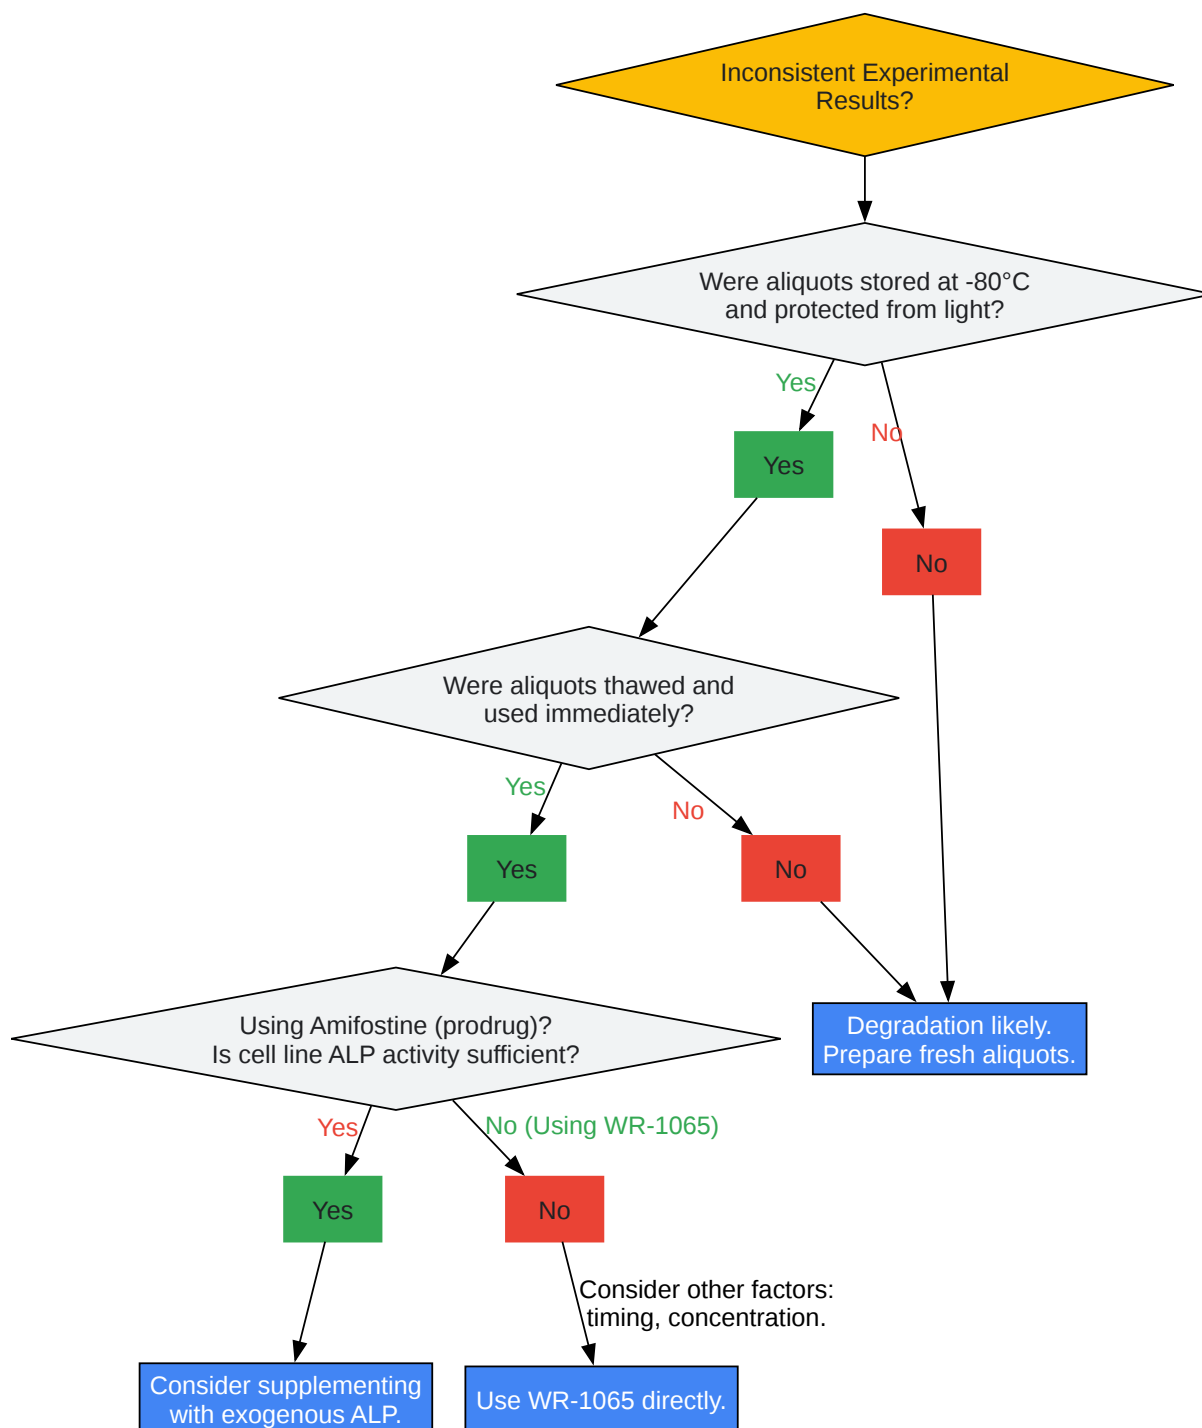 Inconsistent Experimental
Results?
Were aliquots stored at -80°C
and protected from light?
Yes
No
Yes
No
Were aliquots thawed and
used immediately?
Yes
No
Yes
No
Using Amifostine (prodrug)?
Is cell line ALP activity sufficient?
Degradation likely.
Prepare fresh aliquots.
Yes
No (Using WR-1065)
Yes
No
Consider other factors:
timing, concentration.
Consider supplementing
with exogenous ALP.
Use WR-1065 directly.